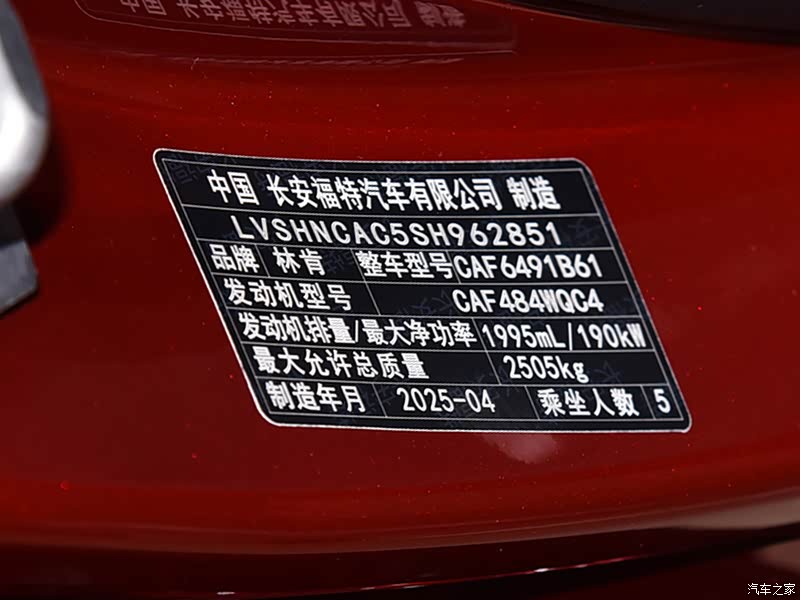 中国 长安福特汽车有限公司 制造
LVSHNCAC5SH962851
品牌 林肯 整车型号 CAF6491B61
发动机型号 CAF484WQC4
发动机排量/最大净功率 1995mL/190kW
最大允许总质量 2505kg
制造年月 2025-04 乘坐人数 5
汽车之家